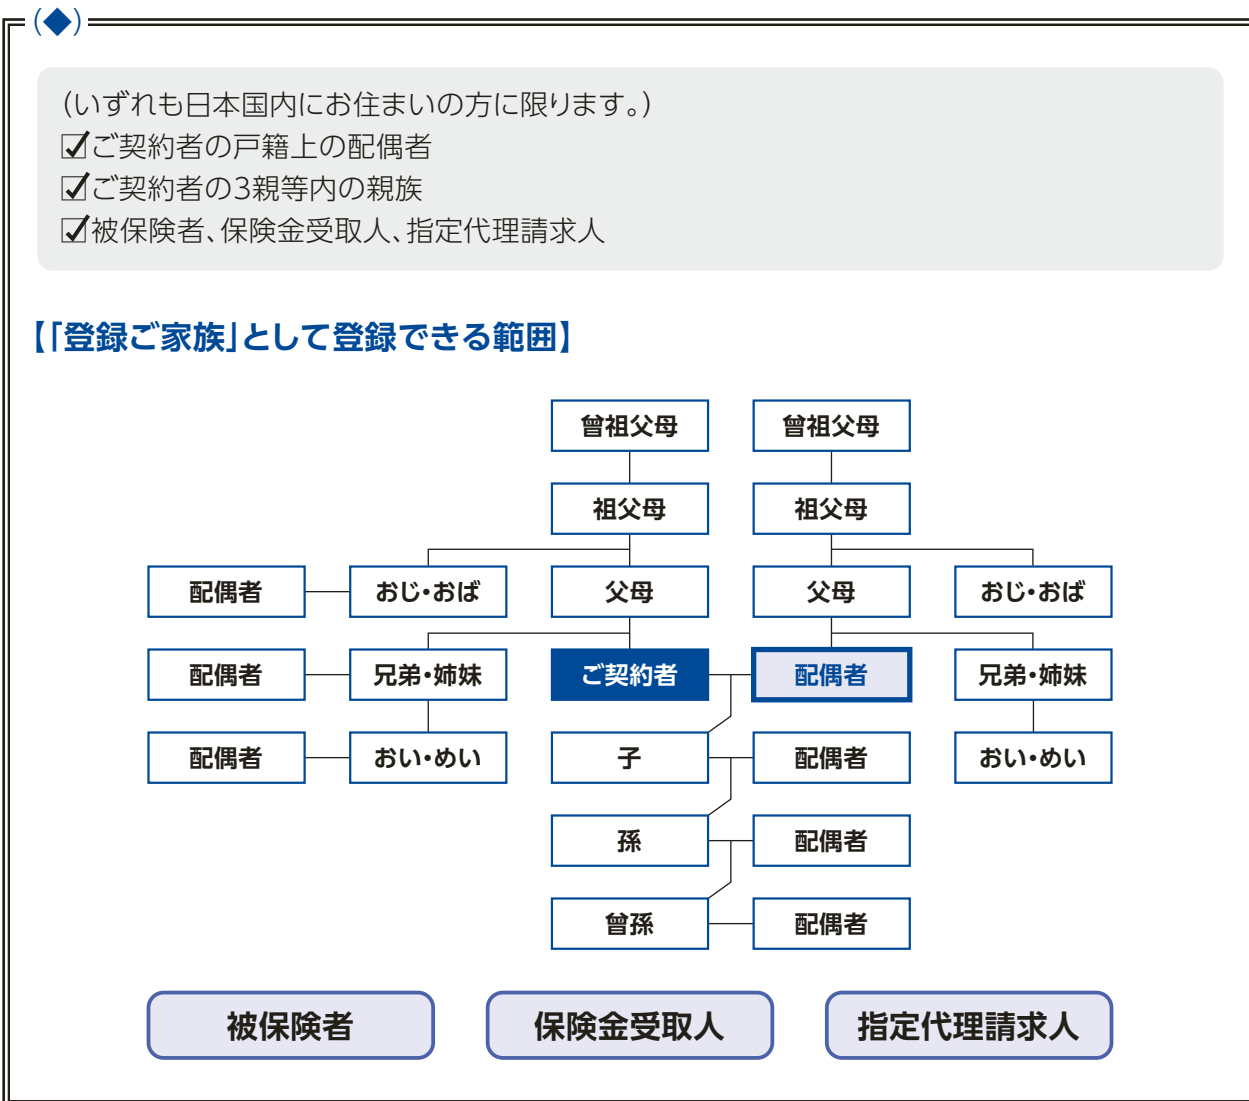 (◆)
(いずれも日本国内にお住まいの方に限ります。)
☑ご契約者の戸籍上の配偶者
☑ご契約者の3親等内の親族
☑被保険者、保険金受取人、指定代理請求人
【「登録ご家族」として登録できる範囲】
曾祖父母 曾祖父母
祖父母 祖父母
配偶者 おじ・おば 父母 父母 おじ・おば
配偶者 兄弟・姉妹 ご契約者 配偶者 兄弟・姉妹
配偶者 おい・めい 子 配偶者 おい・めい
孫 配偶者
曾孫 配偶者
被保険者 保険金受取人 指定代理請求人